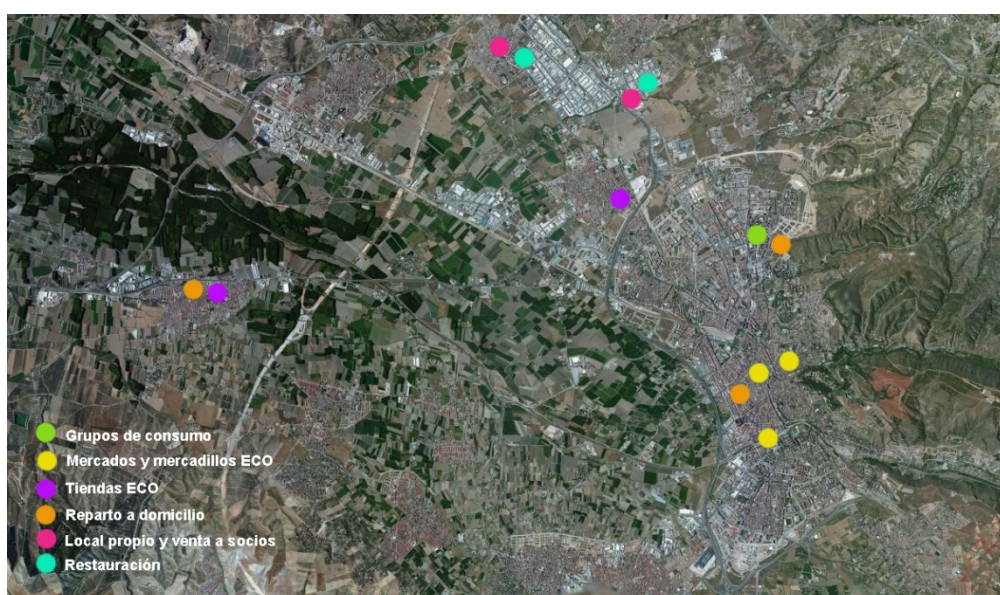 Grupos de consumo
Mercados y mercadillos ECO
Tiendas ECO
Reparto a domicilio
Local propio y venta a socios
Restauración